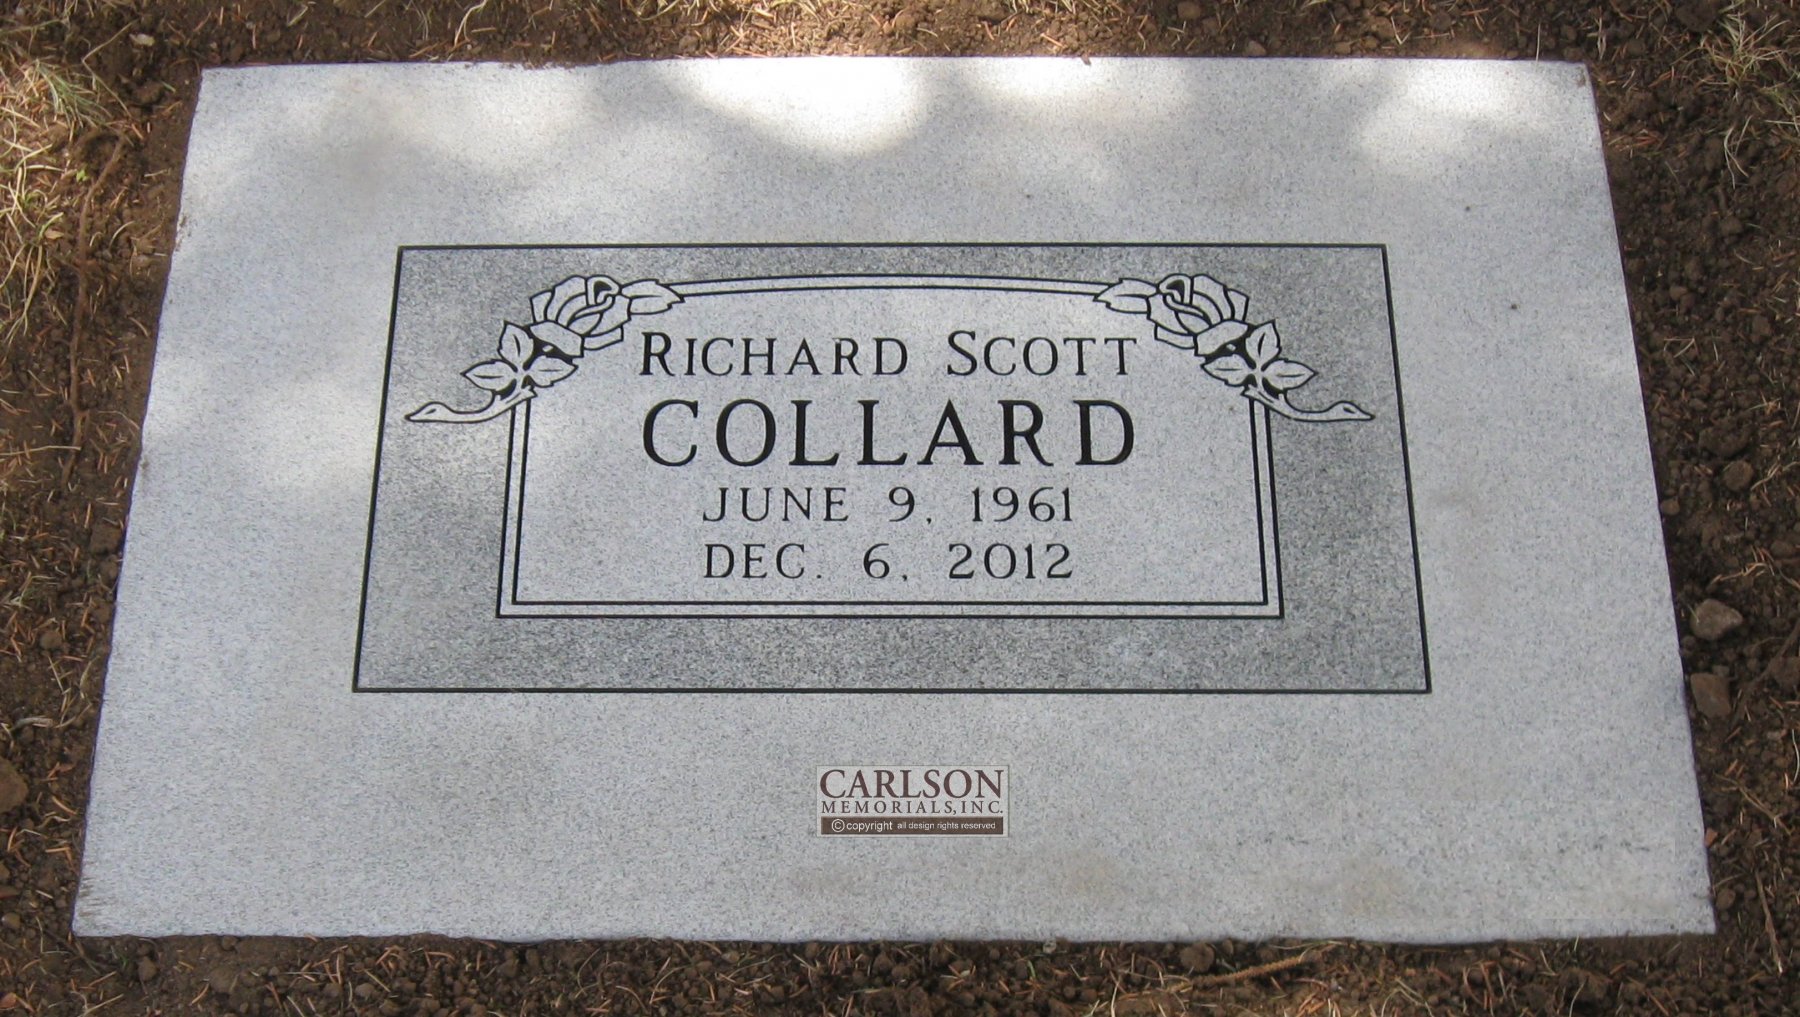 RICHARD SCOTT
COLLARD
JUNE 9, 1961
DEC. 6, 2012
CARLSON
MEMORIALS, INC.
© copyright all design rights reserved